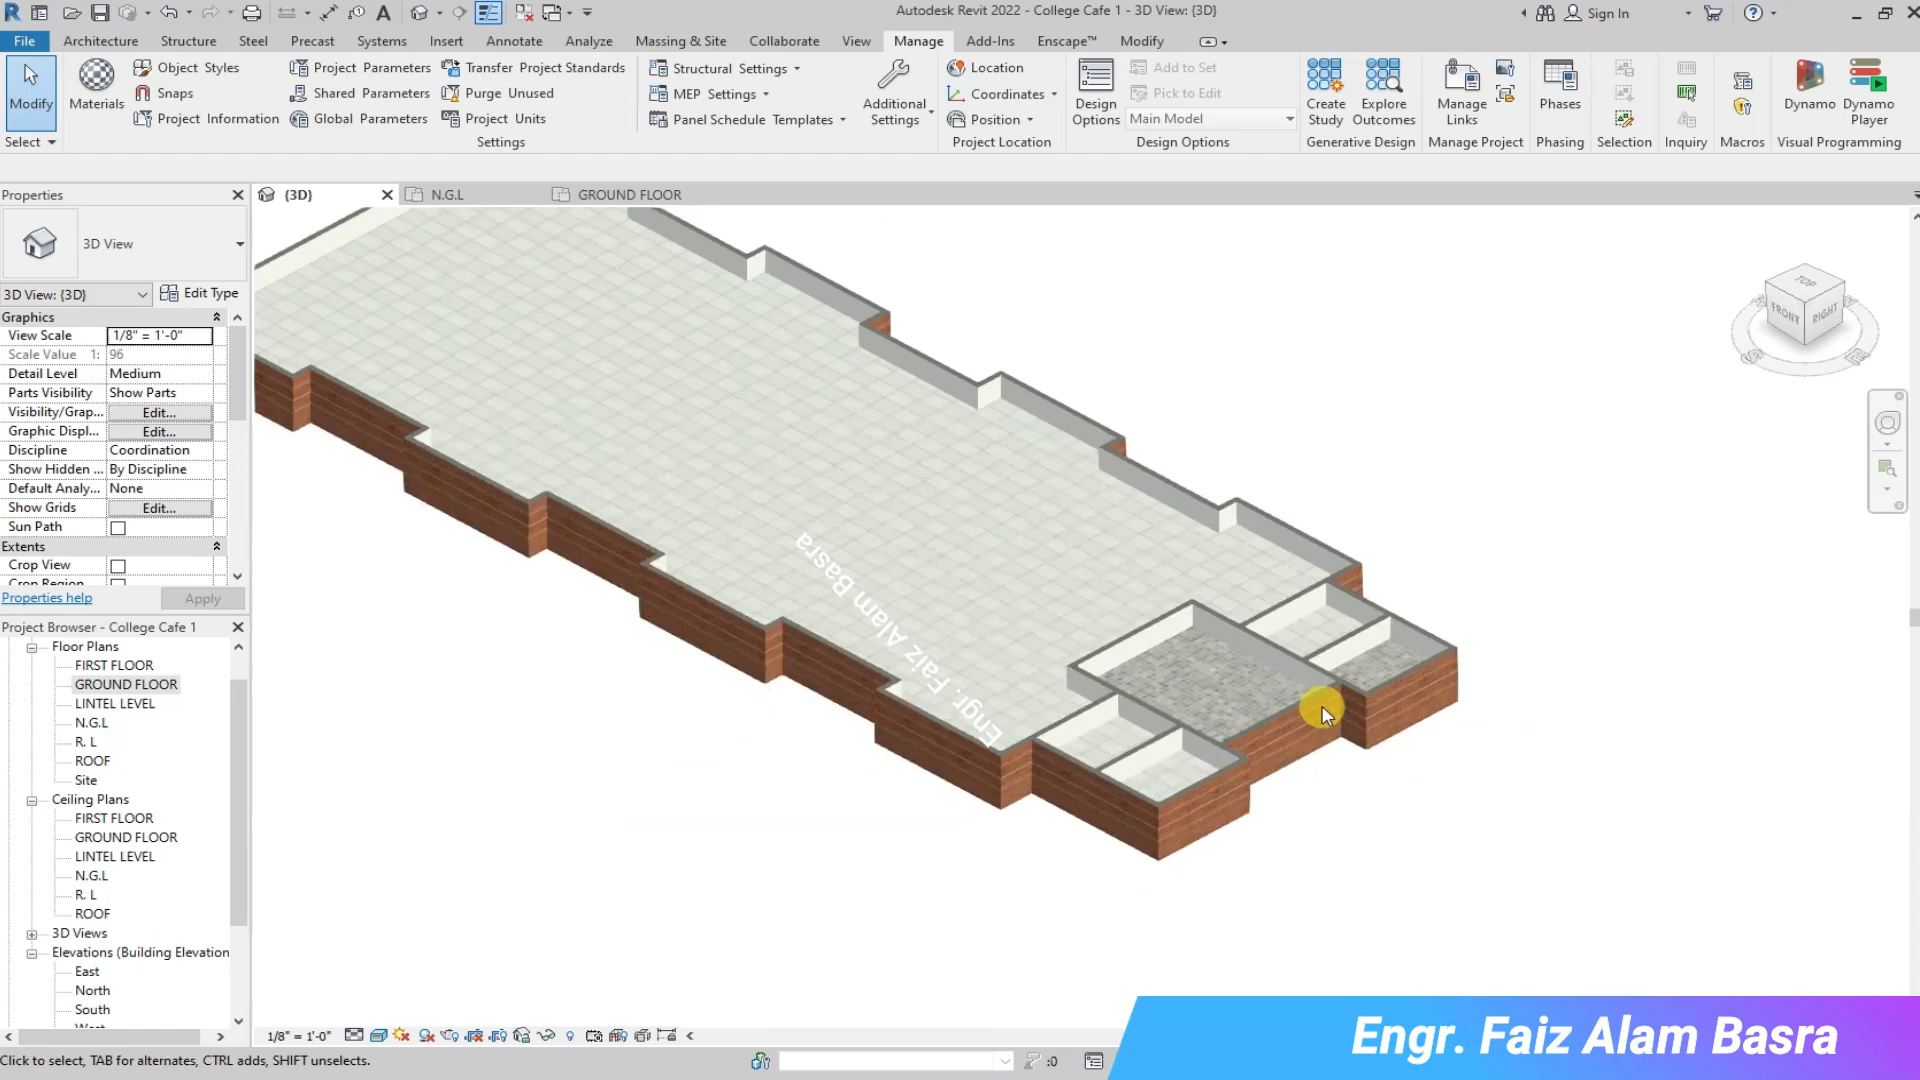 Autodesk Revit 2022 - College Cafe 1 - 3D View: {3D}
Sign In
File Architecture Structure Steel Precast Systems Insert Annotate Analyze Massing & Site Collaborate View Manage Add-Ins Enscape™ Modify
Modify
Select
Materials
Object Styles
Snaps
Project Information
Project Parameters
Shared Parameters
Global Parameters
Transfer Project Standards
Purge Unused
Project Units
Settings
Structural Settings
MEP Settings
Panel Schedule Templates
Additional Settings
Location
Coordinates
Position
Project Location
Design Options
Add to Set
Pick to Edit
Main Model
Design Options
Create Study
Explore Outcomes
Generative Design
Manage Links
Manage Project
Phases
Phasing
Selection
Inquiry
Macros
Dynamo
Dynamo Player
Visual Programming
Properties
{3D}
N.G.L
GROUND FLOOR
3D View
3D View: {3D}
Edit Type
Graphics
View Scale 1/8" = 1'-0"
Scale Value 1: 96
Detail Level Medium
Parts Visibility Show Parts
Visibility/Grap... Edit...
Graphic Displ... Edit...
Discipline Coordination
Show Hidden ... By Discipline
Default Analy... None
Show Grids Edit...
Sun Path
Extents
Crop View
Crop Region
Properties help
Apply
Project Browser - College Cafe 1
Floor Plans
FIRST FLOOR
GROUND FLOOR
LINTEL LEVEL
N.G.L
R. L
ROOF
Site
Ceiling Plans
FIRST FLOOR
GROUND FLOOR
LINTEL LEVEL
N.G.L
R. L
ROOF
3D Views
Elevations (Building Elevation
East
North
South
West
TOP
FRONT
RIGHT
Engr. Faiz Alam Basra
1/8" = 1'-0"
Click to select, TAB for alternates, CTRL adds, SHIFT unselects.
:0
Engr. Faiz Alam Basra